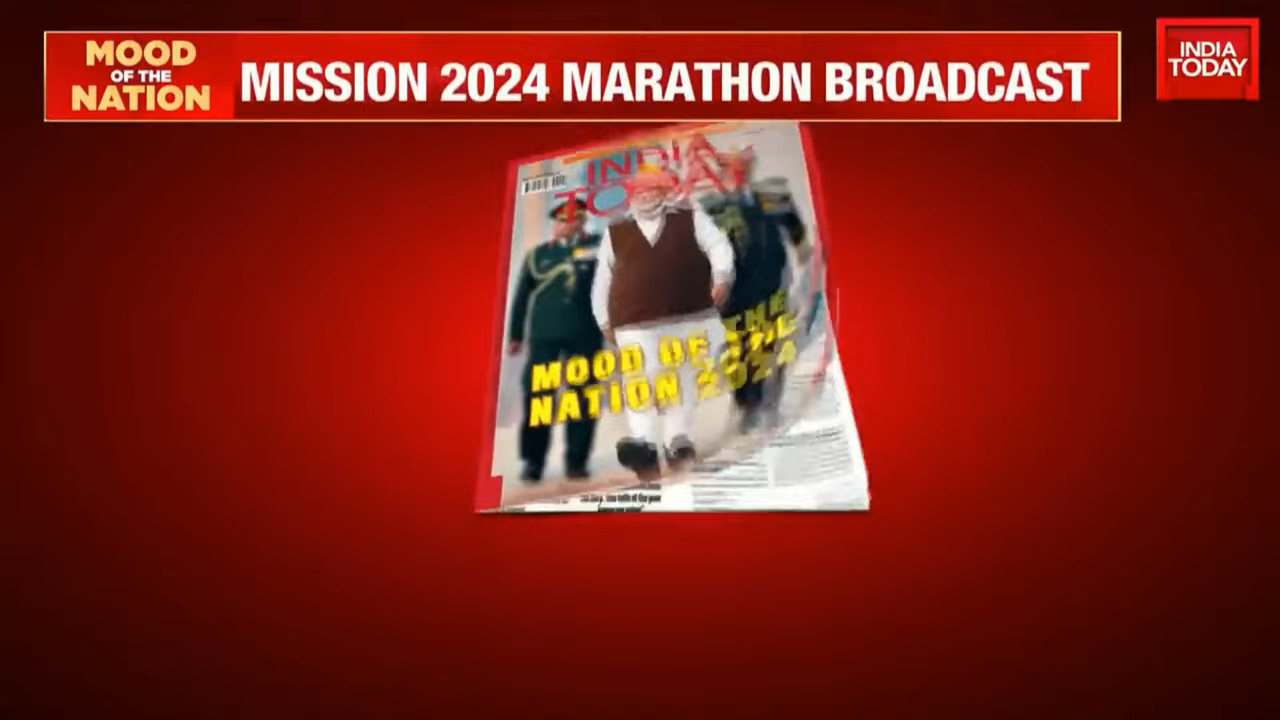 MOOD
OF THE
NATION
MISSION 2024 MARATHON BROADCAST
INDIA
TODAY
INDIA
TODAY
MOOD OF THE
NATION 2024